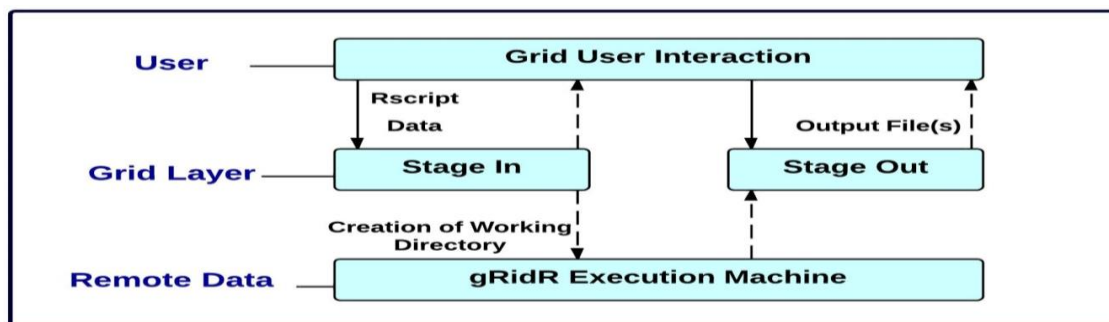 User
Grid User Interaction
Rscript
Data
Output File(s)
Grid Layer
Stage In
Stage Out
Creation of Working
Directory
Remote Data
gRidR Execution Machine